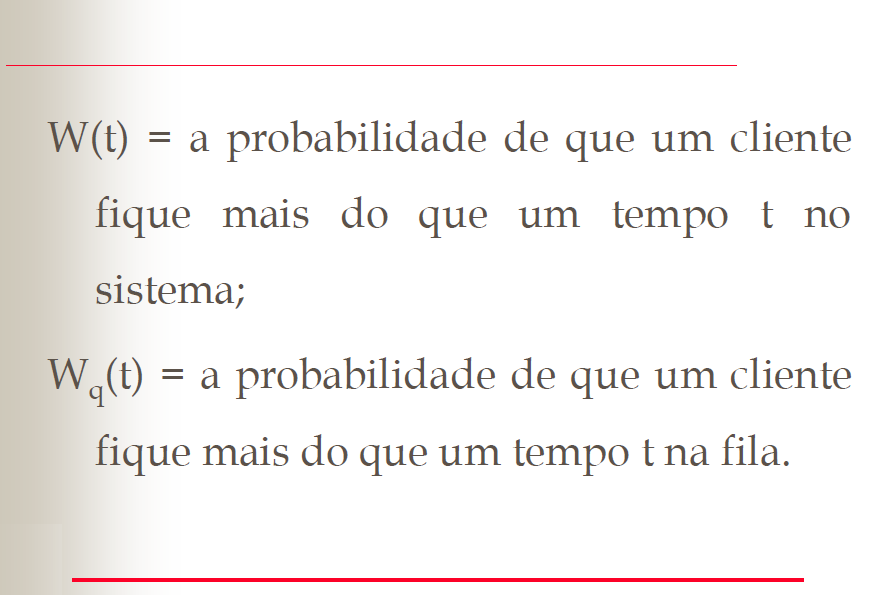 W(t) = a probabilidade de que um cliente
fique mais do que um tempo t no
sistema;
Wq(t) = a probabilidade de que um cliente
fique mais do que um tempo t na fila.